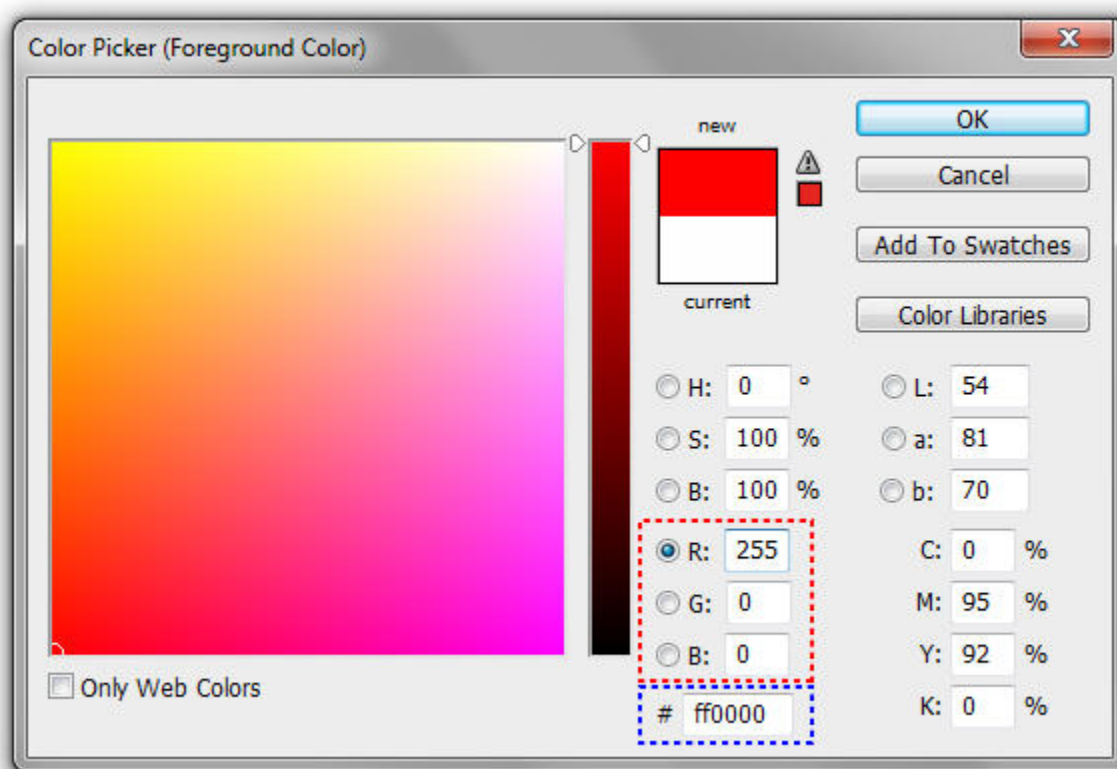 Color Picker (Foreground Color)
new
current
OK
Cancel
Add To Swatches
Color Libraries
H: 0 °
S: 100 %
B: 100 %
R: 255
G: 0
B: 0
# ff0000
L: 54
a: 81
b: 70
C: 0 %
M: 95 %
Y: 92 %
K: 0 %
Only Web Colors